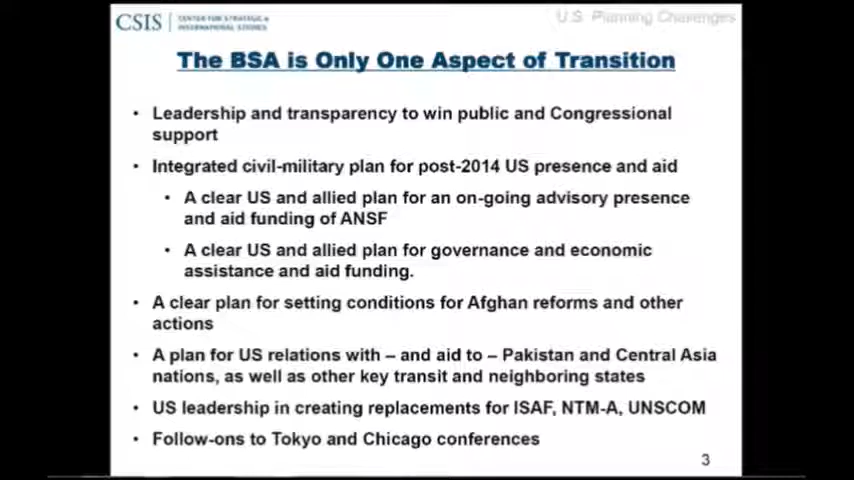 CSIS | CENTER FOR STRATEGIC &
INTERNATIONAL STUDIES
U.S. Planning Challenges
The BSA is Only One Aspect of Transition
• Leadership and transparency to win public and Congressional
support
• Integrated civil-military plan for post-2014 US presence and aid
• A clear US and allied plan for an on-going advisory presence
and aid funding of ANSF
• A clear US and allied plan for governance and economic
assistance and aid funding.
• A clear plan for setting conditions for Afghan reforms and other
actions
• A plan for US relations with – and aid to – Pakistan and Central Asia
nations, as well as other key transit and neighboring states
• US leadership in creating replacements for ISAF, NTM-A, UNSCOM
• Follow-ons to Tokyo and Chicago conferences
3